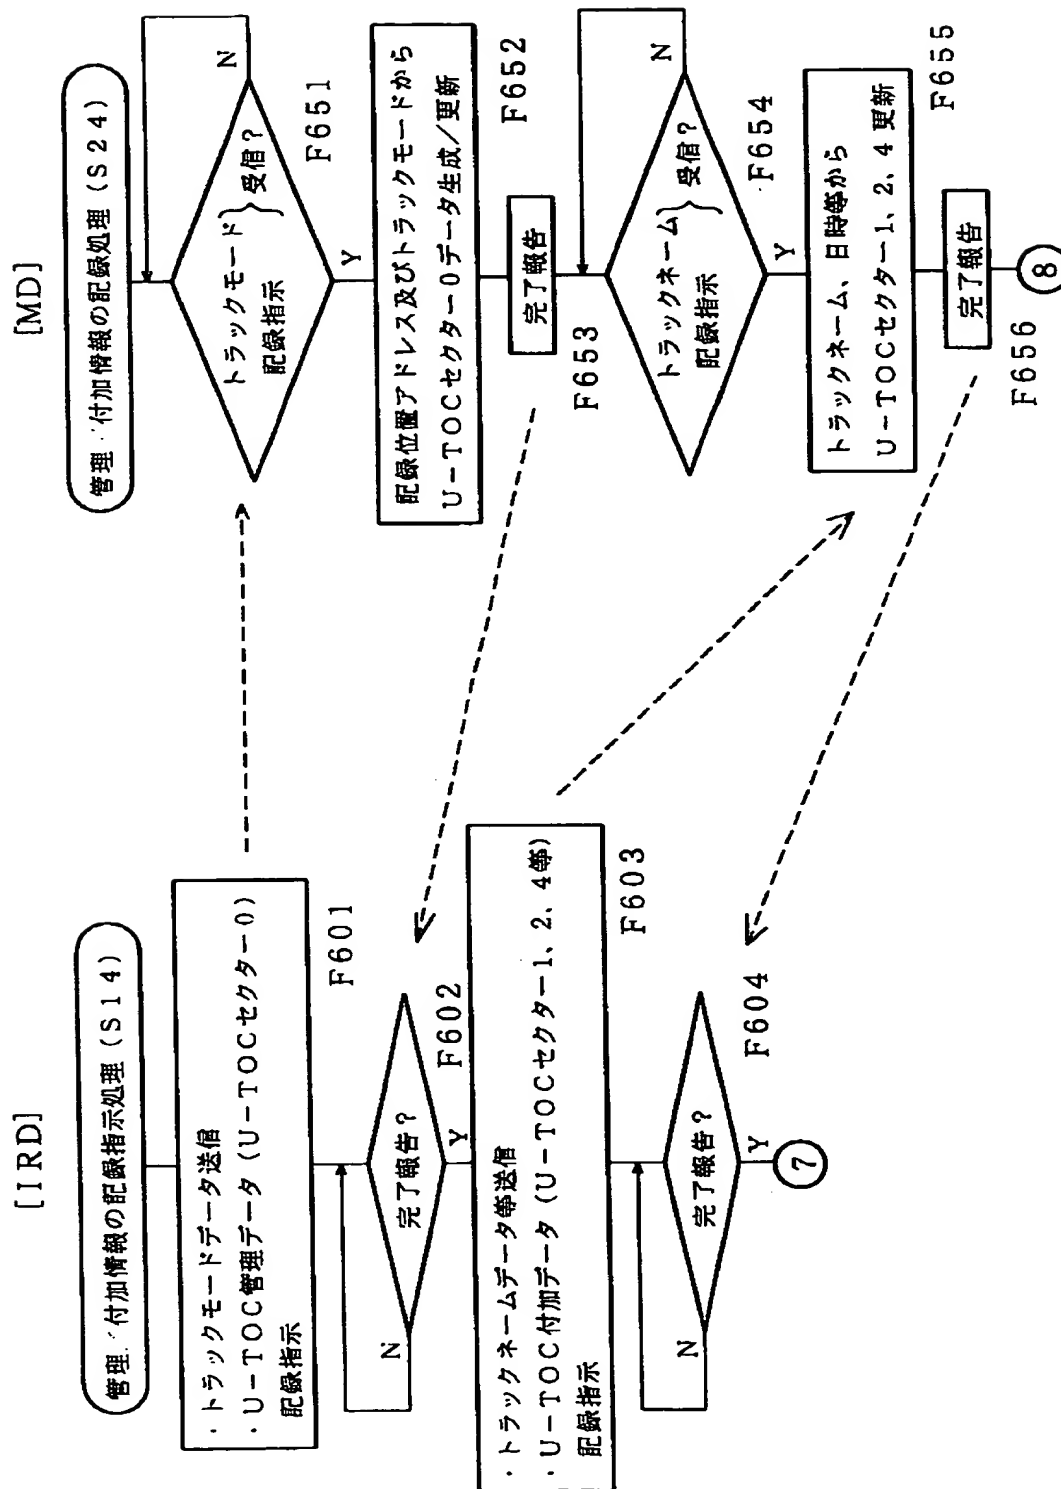 [IRD]
管理/付加情報の記録指示処理(S14)
・トラックモードデータ送信
・U-TOC管理データ(U-TOCセクター0)
記録指示
F601
完了報告?
N
Y
F602
・トラックネームデータ等送信
・U-TOC付加データ(U-TOCセクター1、2、4等)
記録指示
F603
完了報告?
N
Y
F604
7
[MD]
管理/付加情報の記録処理(S24)
トラックモード
記録指示
受信?
N
Y
F651
記録位置アドレス及びトラックモードから
U-TOCセクター0データ生成/更新
F652
完了報告
F653
トラックネーム
記録指示
受信?
N
Y
F654
トラックネーム、日時等から
U-TOCセクター1、2、4更新
F655
完了報告
F656
8